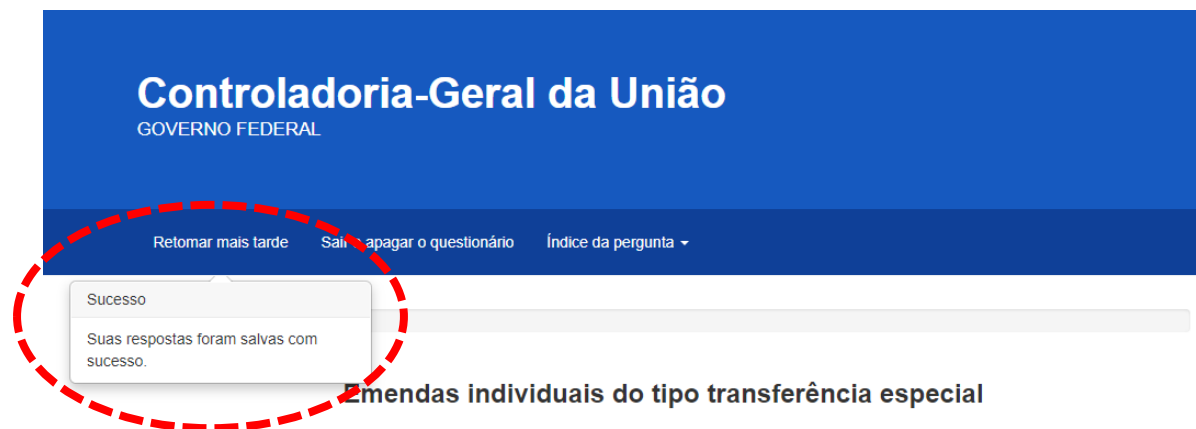 Controladoria-Geral da União
GOVERNO FEDERAL
Retomar mais tarde Sair e apagar o questionário Índice da pergunta
Sucesso
Suas respostas foram salvas com
sucesso.
Emendas individuais do tipo transferência especial